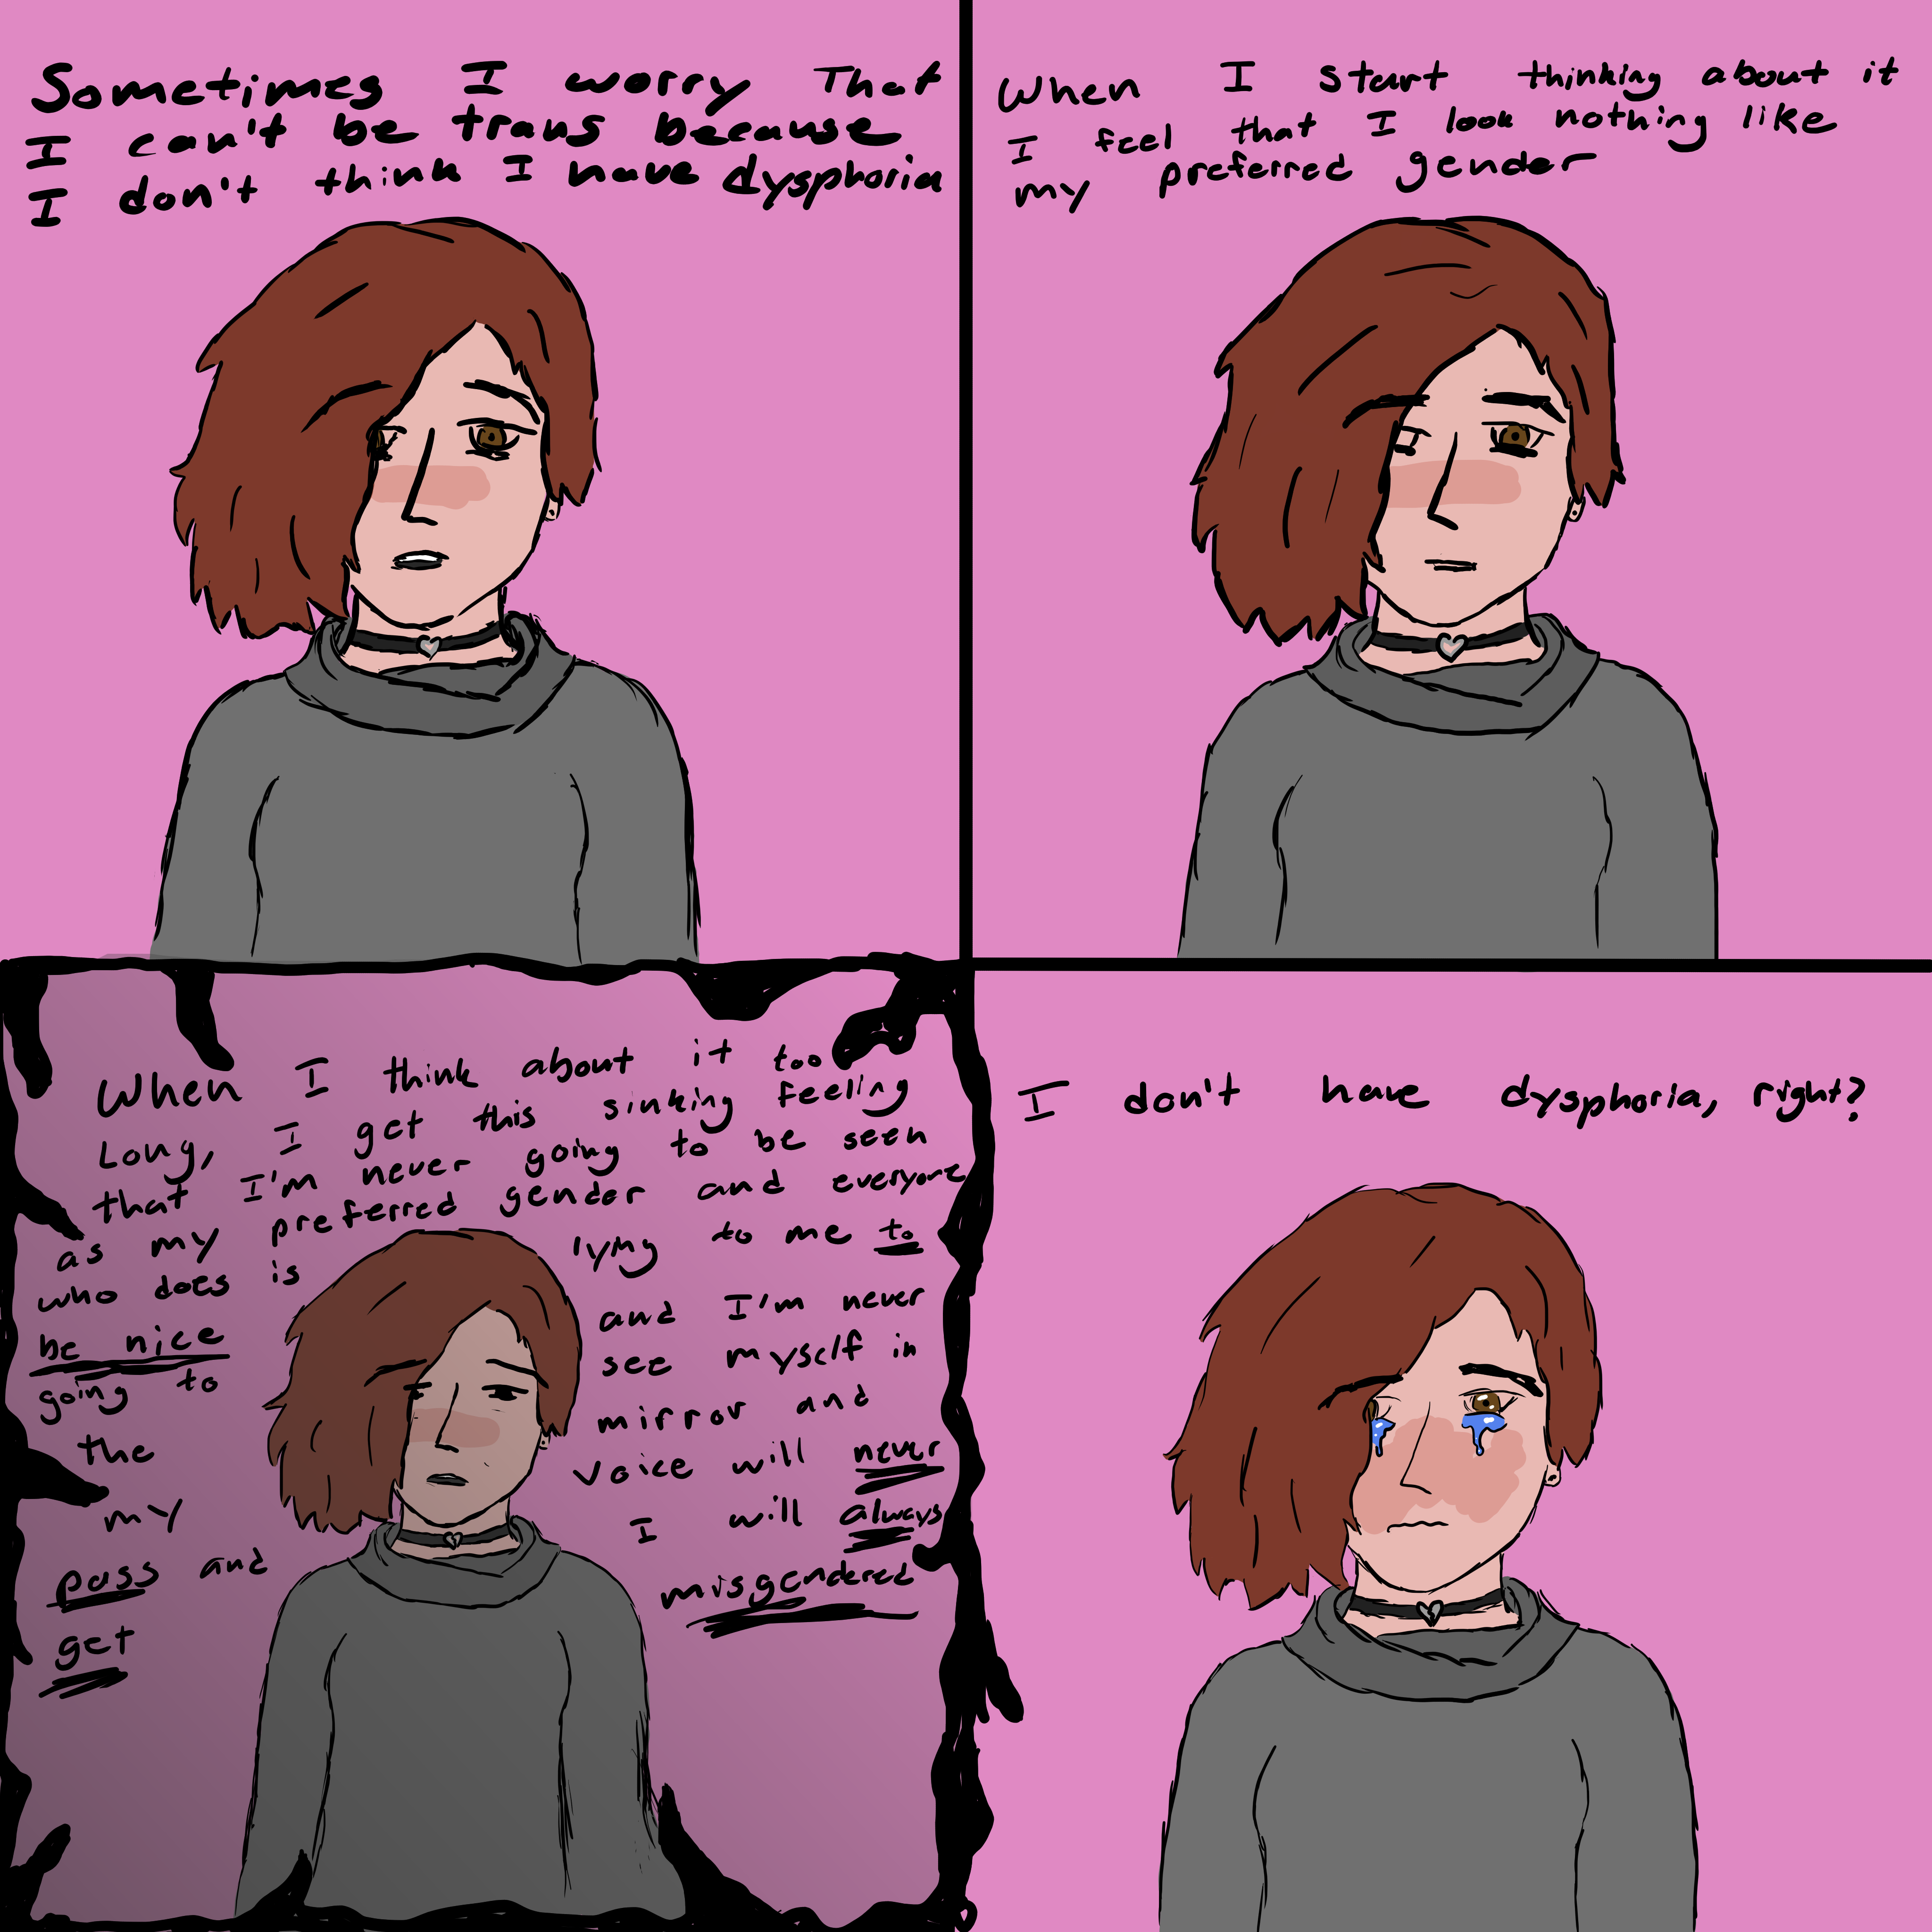 Sometimes I worry that
I can't be trans because
I don't think I have dysphoria
When I start thinking about it
I feel that I look nothing like
my preferred gender
When I think about it too
Long, I get this sinking feeling
that I'm never going to be seen
as my preferred gender and everyone
who does is lying to me to
be nice and I'm never
going to see myself in
the mirror and
my voice will never
pass and I will always
get misgendered
I don't have dysphoria, right?